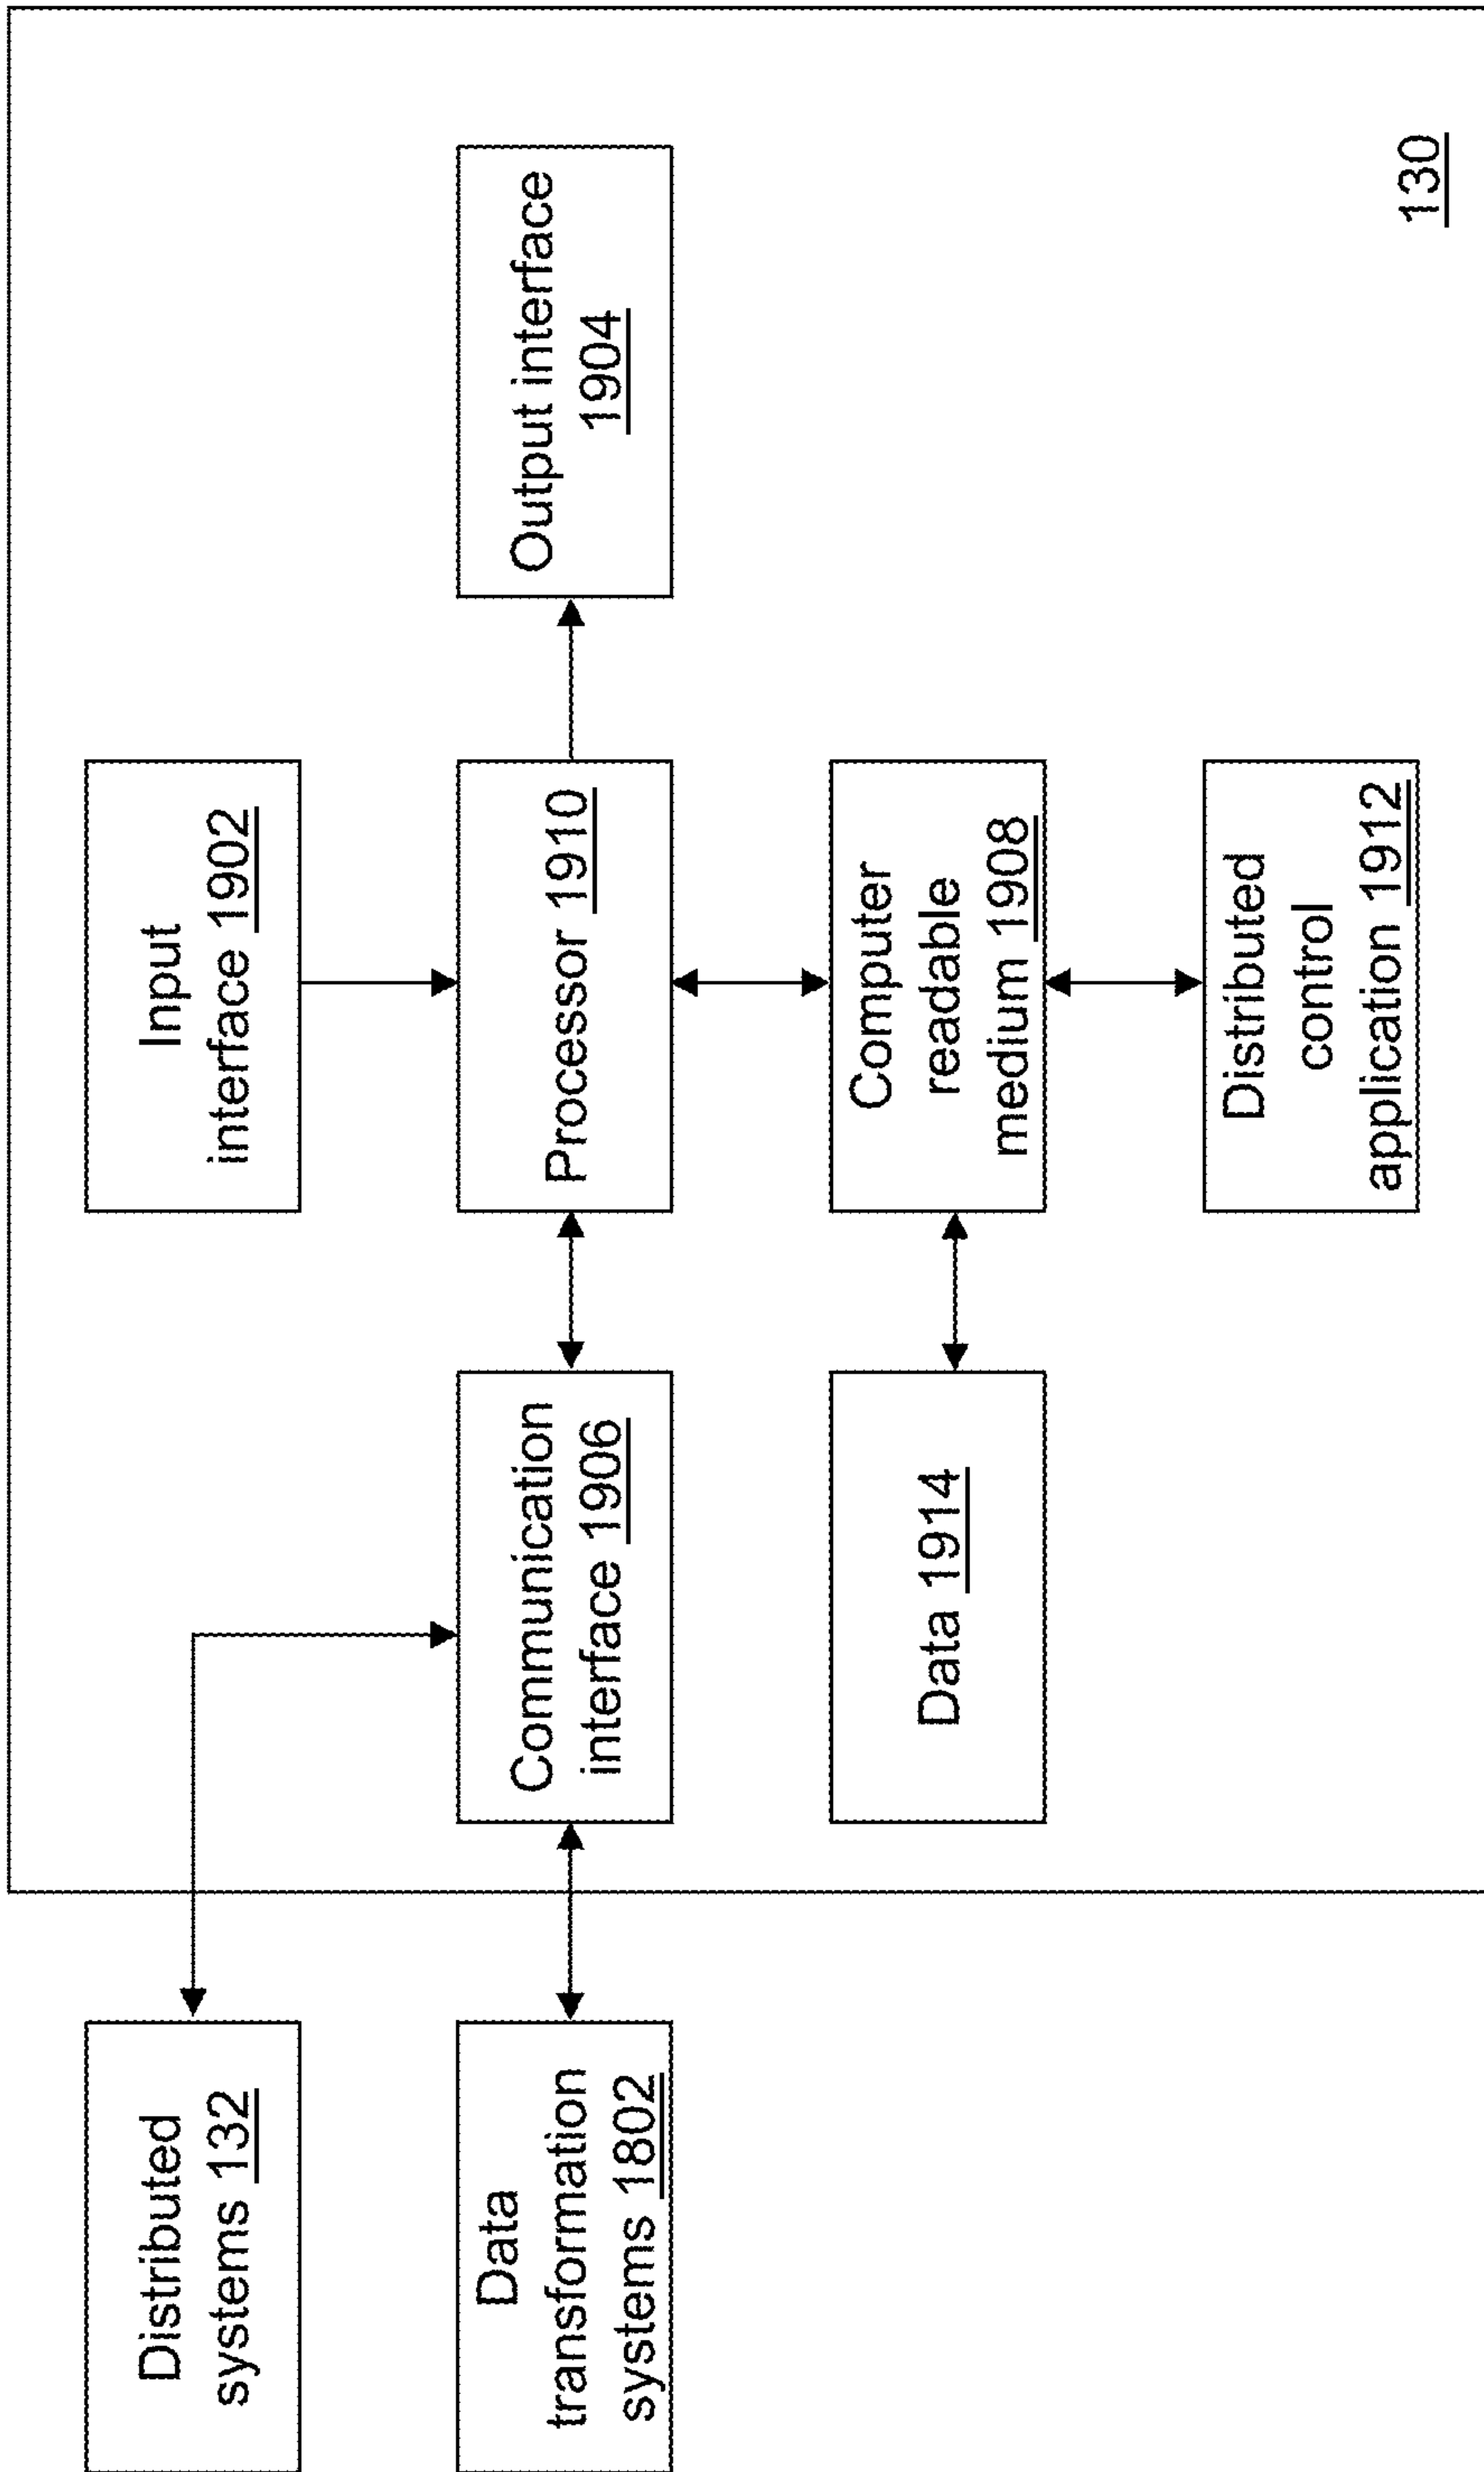 Distributed
systems 132
Data
transformation
systems 1802
Communication
interface 1906
Data 1914
Input
interface 1902
Processor 1910
Computer
readable
medium 1908
Distributed
control
application 1912
Output interface
1904
130